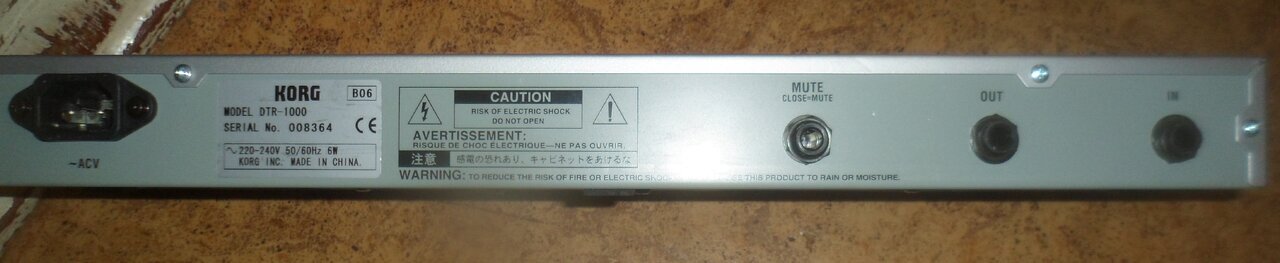 ~ACV
KORG
B06
MODEL DTR-1000
SERIAL No. 008364
CE
~ 220-240V 50/60Hz 6W
KORG INC. MADE IN CHINA.
CAUTION
RISK OF ELECTRIC SHOCK
DO NOT OPEN
AVERTISSEMENT:
RISQUE DE CHOC ÉLECTRIQUE—NE PAS OUVRIR.
注意 感電の恐れあり、キャビネットをあけるな
WARNING: TO REDUCE THE RISK OF FIRE OR ELECTRIC THIS PRODUCT TO RAIN OR MOISTURE.
MUTE
CLOSE=MUTE
OUT
IN